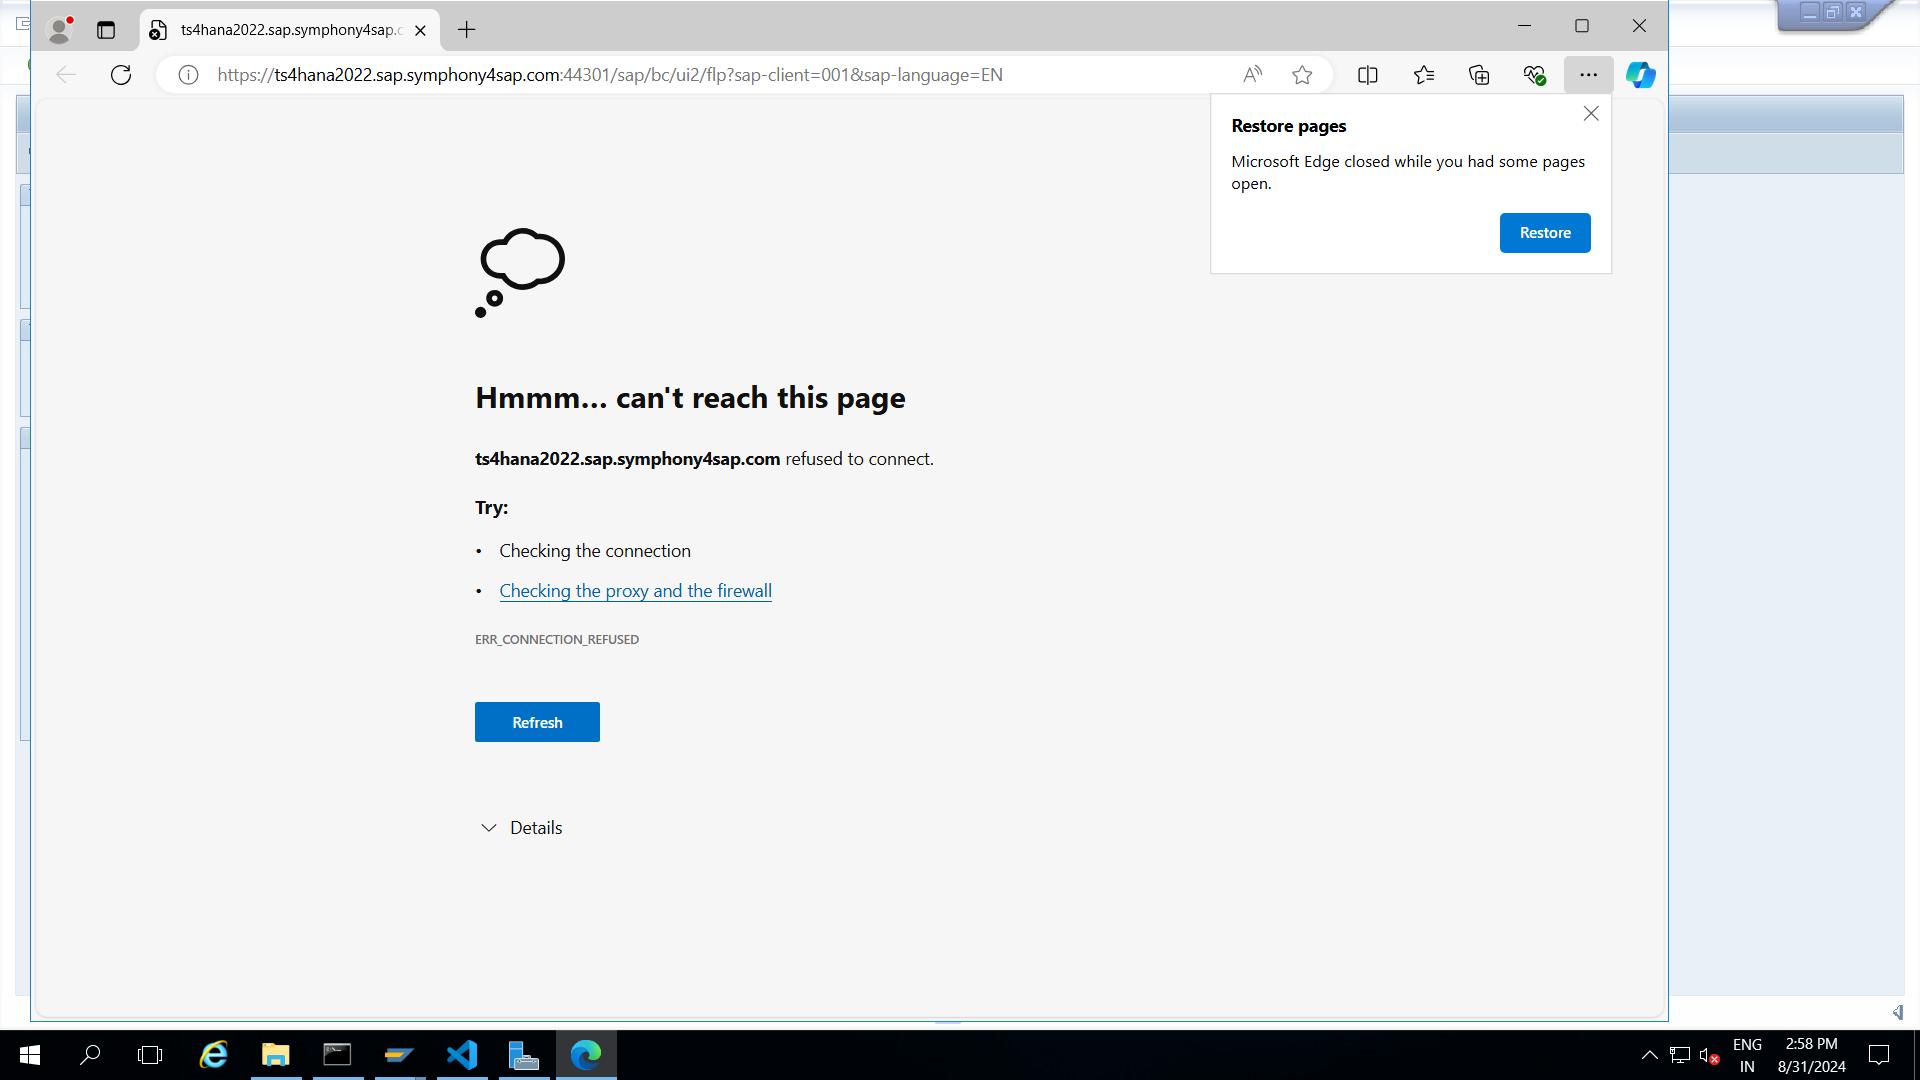 ts4hana2022.sap.symphony4sap.c
https://ts4hana2022.sap.symphony4sap.com:44301/sap/bc/ui2/flp?sap-client=001&sap-language=EN
Restore pages
Microsoft Edge closed while you had some pages
open.
Restore
Hmmm... can't reach this page
ts4hana2022.sap.symphony4sap.com refused to connect.
Try:
• Checking the connection
• Checking the proxy and the firewall
ERR_CONNECTION_REFUSED
Refresh
Details
ENG
IN
2:58 PM
8/31/2024